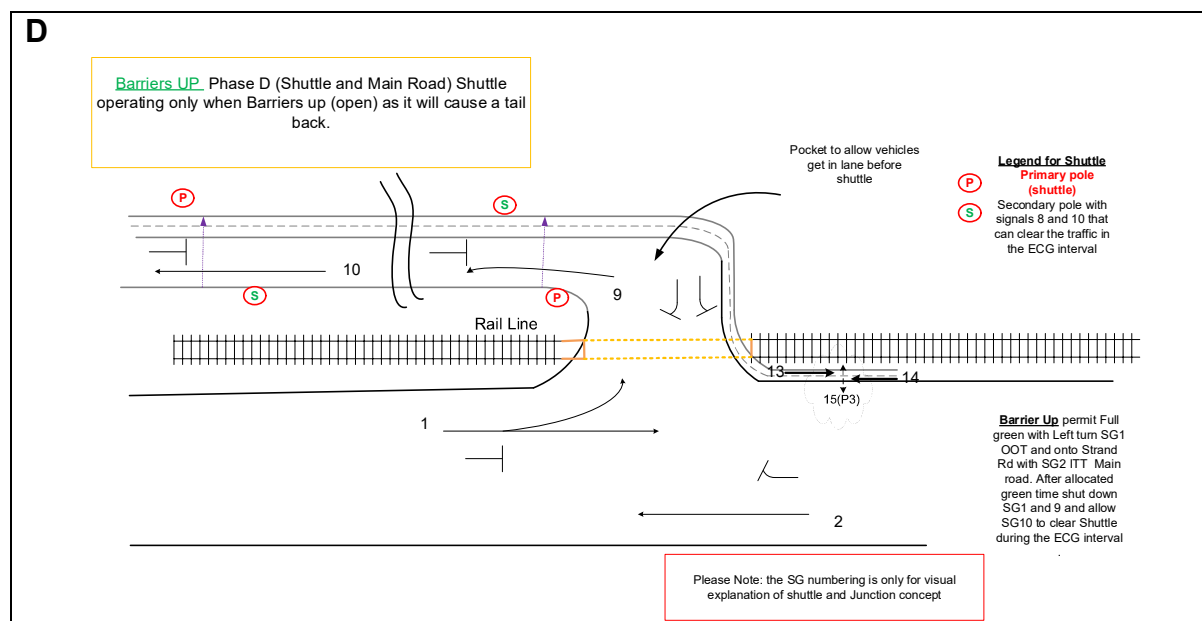 D
Barriers UP Phase D (Shuttle and Main Road) Shuttle
operating only when Barriers up (open) as it will cause a tail
back.
Pocket to allow vehicles
get in lane before
shuttle
Legend for Shuttle
P
Primary pole
(shuttle)
S
Secondary pole with
signals 8 and 10 that
can clear the traffic in
the ECG interval
P
S
10
9
S
P
Rail Line
13
14
15(P3)
1
2
Barrier Up permit Full
green with Left turn SG1
OOT and onto Strand
Rd with SG2 ITT Main
road. After allocated
green time shut down
SG1 and 9 and allow
SG10 to clear Shuttle
during the ECG interval
.
Please Note: the SG numbering is only for visual
explanation of shuttle and Junction concept